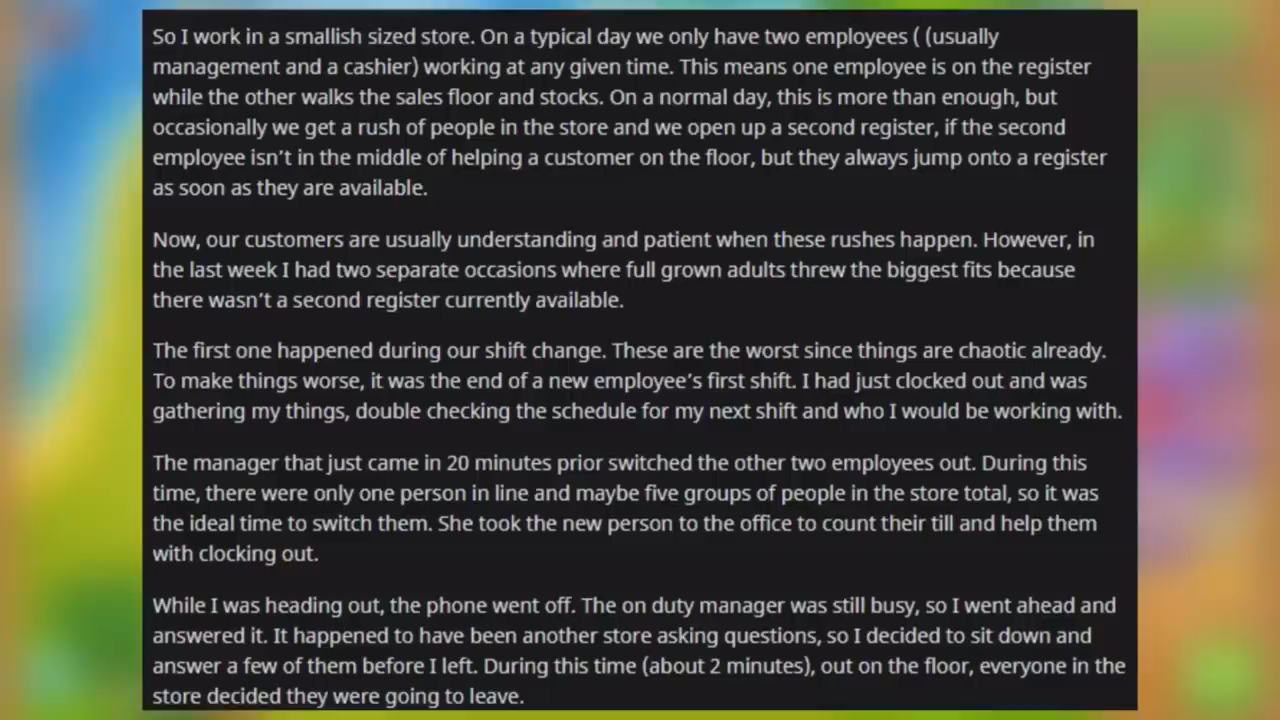 So I work in a smallish sized store. On a typical day we only have two employees ( (usually
management and a cashier) working at any given time. This means one employee is on the register
while the other walks the sales floor and stocks. On a normal day, this is more than enough, but
occasionally we get a rush of people in the store and we open up a second register, if the second
employee isn't in the middle of helping a customer on the floor, but they always jump onto a register
as soon as they are available.
Now, our customers are usually understanding and patient when these rushes happen. However, in
the last week I had two separate occasions where full grown adults threw the biggest fits because
there wasn't a second register currently available.
The first one happened during our shift change. These are the worst since things are chaotic already.
To make things worse, it was the end of a new employee's first shift. I had just clocked out and was
gathering my things, double checking the schedule for my next shift and who I would be working with.
The manager that just came in 20 minutes prior switched the other two employees out. During this
time, there were only one person in line and maybe five groups of people in the store total, so it was
the ideal time to switch them. She took the new person to the office to count their till and help them
with clocking out.
While I was heading out, the phone went off. The on duty manager was still busy, so I went ahead and
answered it. It happened to have been another store asking questions, so I decided to sit down and
answer a few of them before I left. During this time (about 2 minutes), out on the floor, everyone in the
store decided they were going to leave.